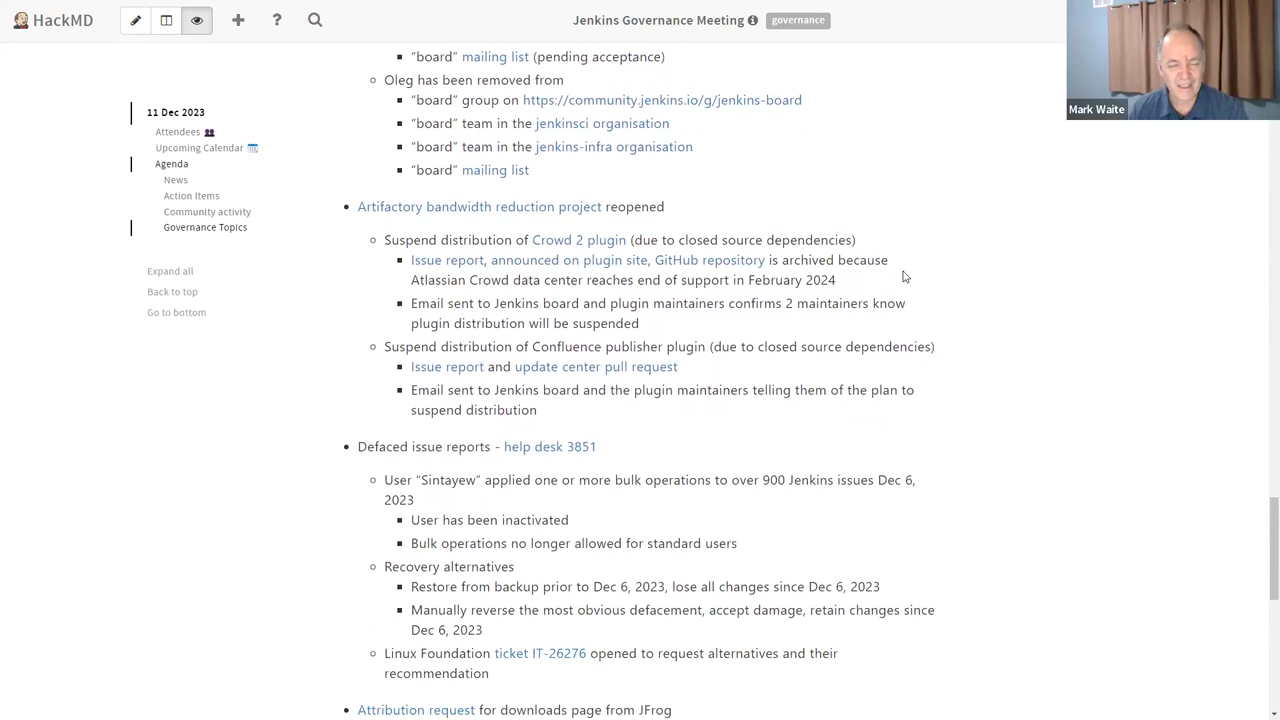 HackMD
Jenkins Governance Meeting
governance
Mark Waite
11 Dec 2023
Attendees
Upcoming Calendar
Agenda
News
Action Items
Community activity
Governance Topics
Expall all
Back to top
Go to bottom
"board" mailing list (pending acceptance)
Oleg has been removed from
"board" group on https://community.jenkins.io/g/jenkins-board
"board" team in the jenkinsci organisation
"board" team in the jenkins-infra organisation
"board" mailing list
Artifactory bandwidth reduction project reopened
Suspend distribution of Crowd 2 plugin (due to closed source dependencies)
Issue report, announced on plugin site, GitHub repository is archived because
Atlassian Crowd data center reaches end of support in February 2024
Email sent to Jenkins board and plugin maintainers confirms 2 maintainers know
plugin distribution will be suspended
Suspend distribution of Confluence publisher plugin (due to closed source dependencies)
Issue report and update center pull request
Email sent to Jenkins board and the plugin maintainers telling them of the plan to
suspend distribution
Defaced issue reports - help desk 3851
User "Sintayew" applied one or more bulk operations to over 900 Jenkins issues Dec 6,
2023
User has been inactivated
Bulk operations no longer allowed for standard users
Recovery alternatives
Restore from backup prior to Dec 6, 2023, lose all changes since Dec 6, 2023
Manually reverse the most obvious defacement, accept damage, retain changes since
Dec 6, 2023
Linux Foundation ticket IT-26276 opened to request alternatives and their
recommendation
Attribution request for downloads page from JFrog